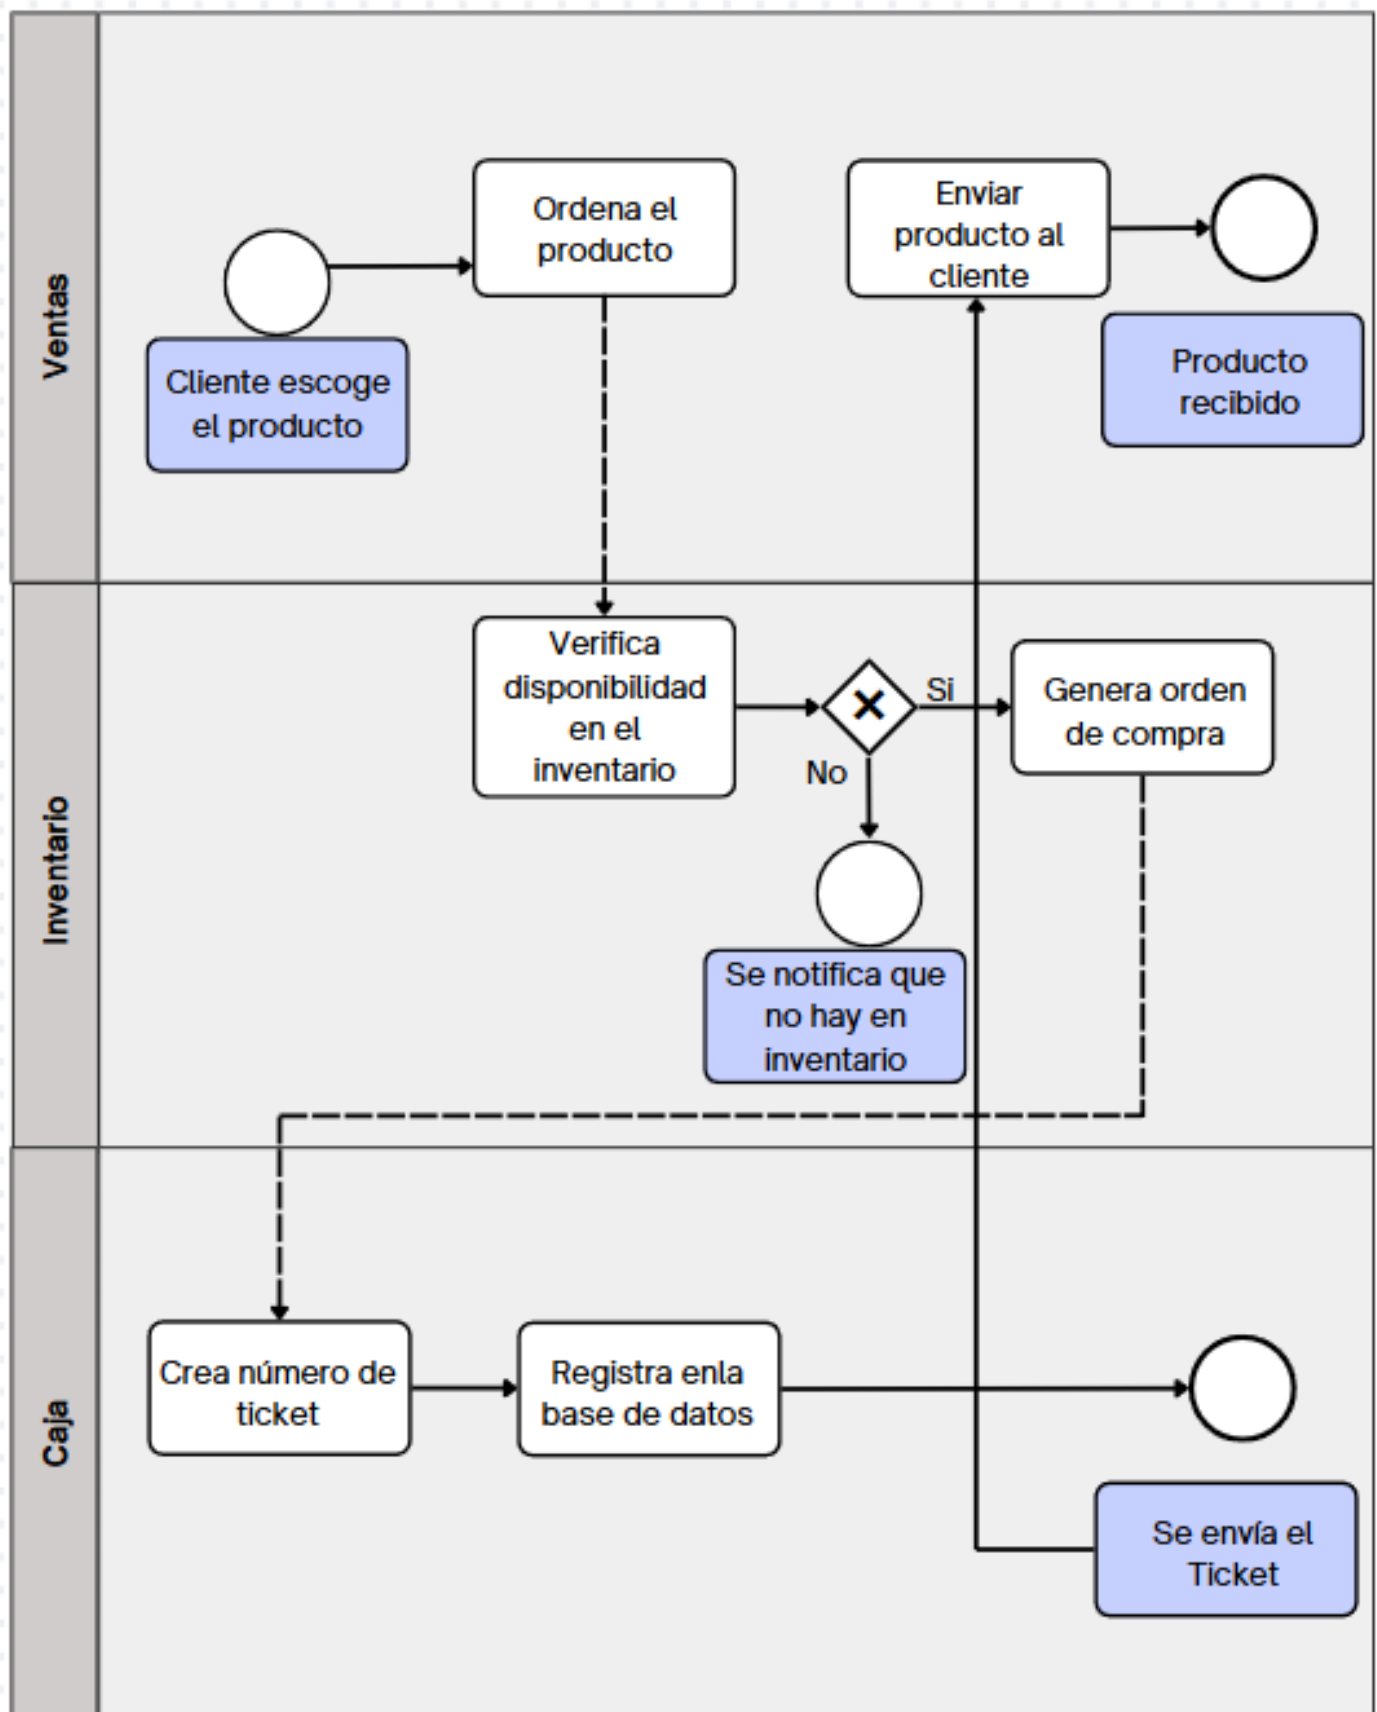 Ventas
Ordena el
producto
Enviar
producto al
cliente
Cliente escoge
el producto
Producto
recibido
Inventario
Verifica
disponibilidad
en el
inventario
Si
No
Genera orden
de compra
Se notifica que
no hay en
inventario
Caja
Crea número de
ticket
Registra enla
base de datos
Se envía el
Ticket